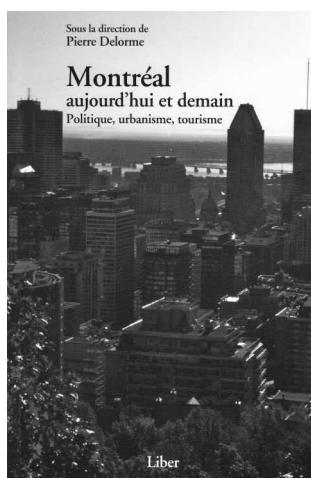 Sous la direction de
Pierre Delorme
Montréal
aujourd'hui et demain
Politique, urbanisme, tourisme
Liber